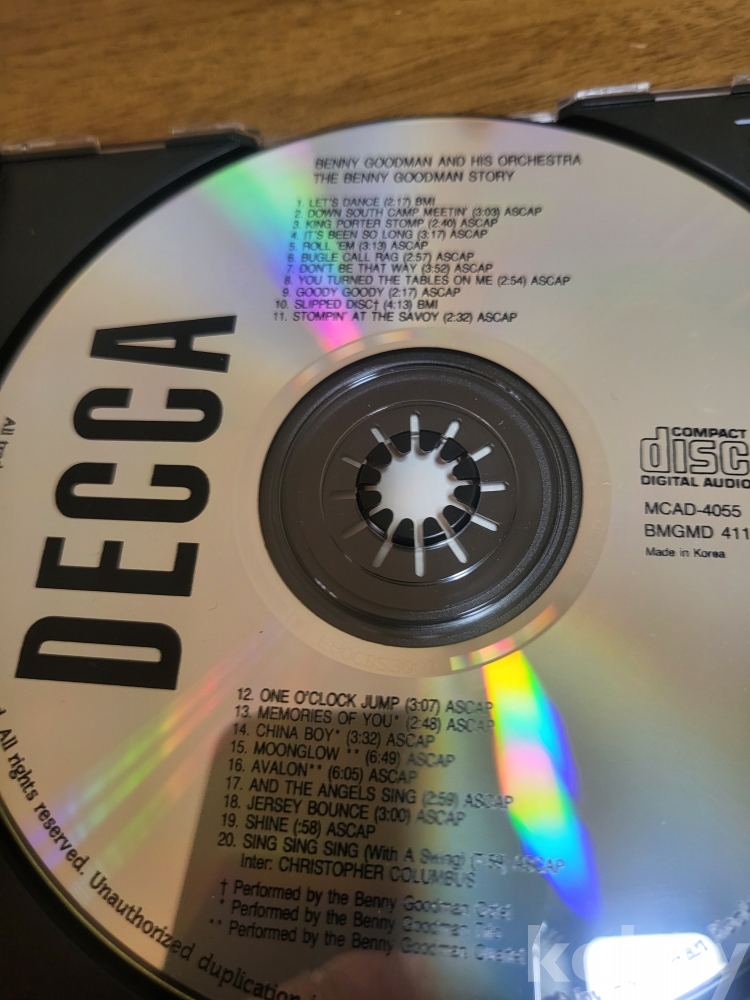 BENNY GOODMAN AND HIS ORCHESTRA
THE BENNY GOODMAN STORY
1. LET'S DANCE (2:17) BMI
2. DOWN SOUTH CAMP MEETIN' (3:03) ASCAP
3. KING PORTER STOMP (2:40) ASCAP
4. IT'S BEEN SO LONG (3:17) ASCAP
5. ROLL 'EM (3:13) ASCAP
6. BUGLE CALL RAG (2:57) ASCAP
7. DON'T BE THAT WAY (3:52) ASCAP
8. YOU TURNED THE TABLES ON ME (2:54) ASCAP
9. GOODY GOODY (2:17) ASCAP
10. SLIPPED DISC† (4:13) BMI
11. STOMPIN' AT THE SAVOY (2:32) ASCAP
DECCA
COMPACT
disc
DIGITAL AUDIO
MCAD-4055
BMGMD 411
Made in Korea
12. ONE O'CLOCK JUMP (3:07) ASCAP
13. MEMORIES OF YOU* (2:48) ASCAP
14. CHINA BOY* (3:32) ASCAP
15. MOONGLOW ** (6:49) ASCAP
16. AVALON** (6:05) ASCAP
17. AND THE ANGELS SING (2:59) ASCAP
18. JERSEY BOUNCE (3:00) ASCAP
19. SHINE (:58) ASCAP
20. SING SING SING (With A Swing) ASCAP
Inter: CHRISTOPHER COLUMBUS
† Performed by the Benny Goodman
* Performed by the Benny Goodman
** Performed by the Benny Goodman
All rights reserved. Unauthorized duplication